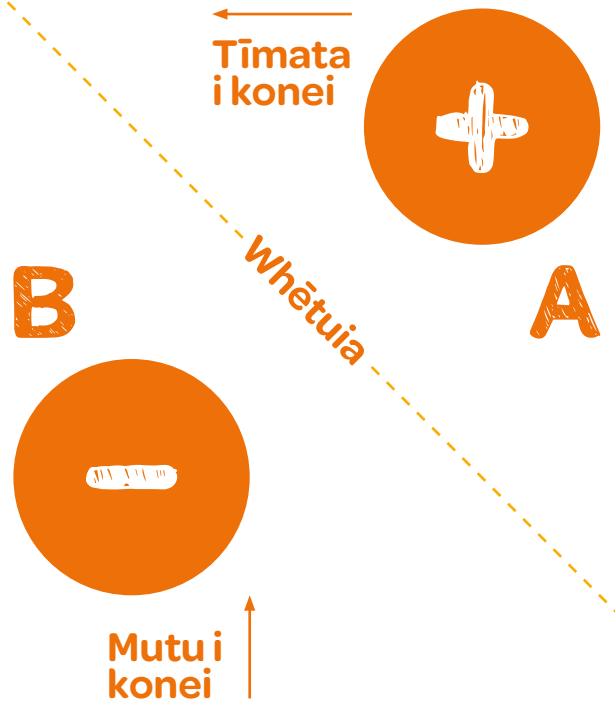 Tīmata
i konei
+
B
Whētuia
A
-
Mutu i
konei